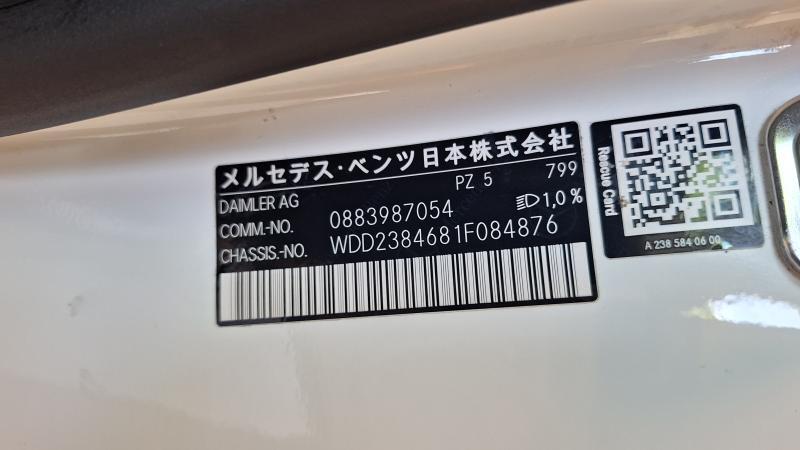 メルセデス・ベンツ日本株式会社
DAIMLER AG PZ 5 799
COMM.-NO. 0883987054 1,0 %
CHASSIS.-NO. WDD2384681F084876
Rescue Card
A 238 584 06 00